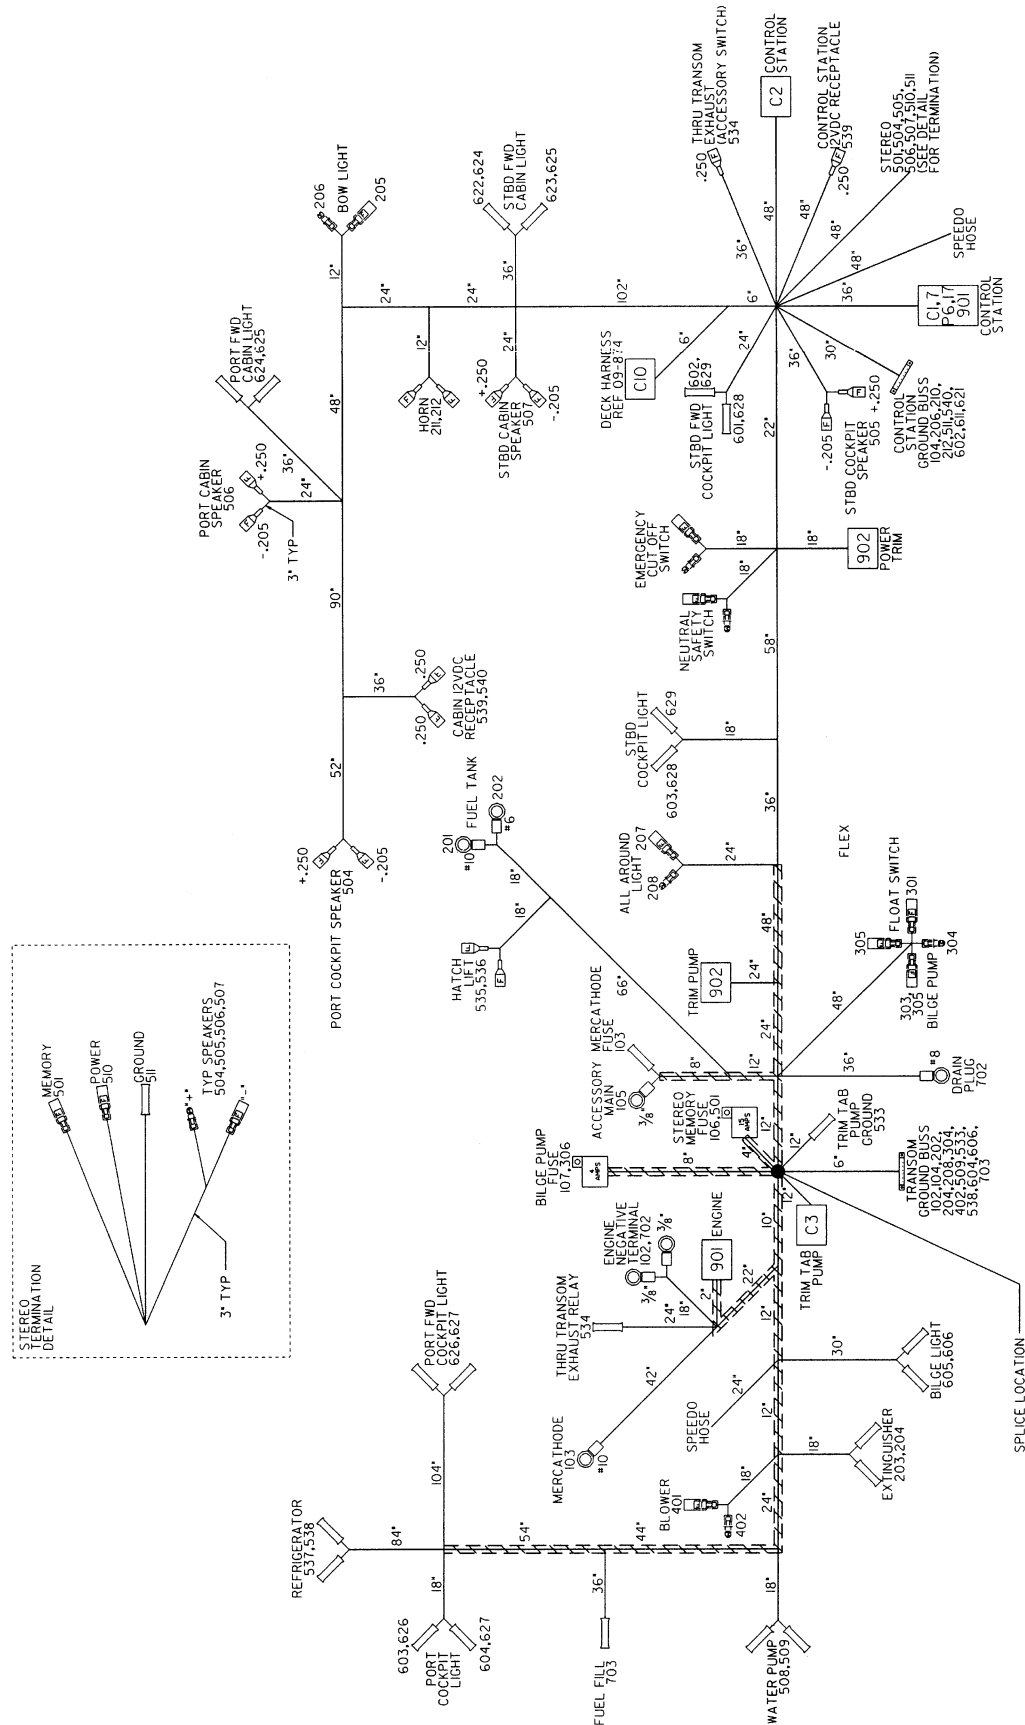 STEREO
TERMINATION
DETAIL
MEMORY
501
POWER
510
GROUND
511
TYP SPEAKERS
504,505,506,507
"+"
"-"
3" TYP
PORT COCKPIT SPEAKER
504
+.250
-.205
52"
36"
.250
.250
CABIN 12VDC
RECEPTACLE
539,540
90"
PORT CABIN
SPEAKER
506
-.205
+.250
3" TYP
24"
36"
PORT FWD
CABIN LIGHT
624,625
48"
12"
206
BOW LIGHT
205
24"
12"
HORN
211,212
24"
STBD CABIN
SPEAKER
507
+.250
-.205
24"
36"
622,624
STBD FWD
CABIN LIGHT
623,625
102"
DECK HARNESS
REF 09-874
C10
6"
6"
REFRIGERATOR
537,538
84"
603,626
PORT
COCKPIT
LIGHT
604,627
18"
104"
PORT FWD
COCKPIT LIGHT
626,627
54"
FUEL FILL
703
36"
44"
WATER PUMP
508,509
18"
24"
BLOWER
401
402
18"
EXTINGUISHER
203,204
18"
12"
SPEEDO
HOSE
24"
BILGE LIGHT
605,606
30"
12"
MERCATHODE
103
#10
42"
THRU TRANSOM
EXHAUST RELAY
534
24"
ENGINE
NEGATIVE
TERMINAL
102,702
3/8"
3/8"
18"
2"
901
ENGINE
22"
10"
BILGE PUMP
FUSE
107,306
4
AMPS
8"
STEREO
MEMORY
FUSE
106,501
15
AMPS
4"
12"
C3
TRIM TAB
PUMP
12"
TRANSOM
GROUND BUSS
102,104,202,
204,208,304,
402,509,533,
538,604,606,
703
6"
12"
TRIM TAB
PUMP
GROUND
533
SPLICE LOCATION
ACCESSORY
MAIN
105
3/8"
MERCATHODE
FUSE
103
8"
12"
66"
18"
HATCH
LIFT
535,536
18"
201
#10
FUEL TANK
202
#6
DRAIN
PLUG
702
#8
36"
48"
305
FLOAT SWITCH
301
303,
305
BILGE PUMP
304
24"
TRIM PUMP
902
24"
48"
FLEX
ALL AROUND
LIGHT
208
207
24"
36"
STBD
COCKPIT LIGHT
603,628
629
18"
58"
NEUTRAL
SAFETY
SWITCH
18"
EMERGENCY
CUT OFF
SWITCH
18"
18"
902
POWER
TRIM
22"
STBD FWD
COCKPIT LIGHT
601,628
602,
629
24"
STBD COCKPIT
SPEAKER
505
-.205
+.250
36"
CONTROL
STATION
GROUND BUSS
104,206,210,
212,511,540,
602,611,621
30"
C1,7
P6,17
901
CONTROL
STATION
36"
SPEEDO
HOSE
48"
STEREO
501,504,505,
506,507,510,511
(SEE DETAIL
FOR TERMINATION)
48"
CONTROL STATION
12VDC RECEPTACLE
539
.250
48"
C2
CONTROL
STATION
48"
THRU TRANSOM
EXHAUST
(ACCESSORY SWITCH)
534
.250
36"